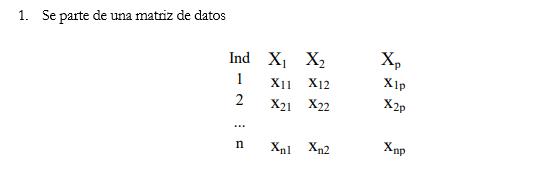 1. Se parte de una matriz de datos
Ind X₁ X₂ Xₚ
1 x₁₁ x₁₂ x₁ₚ
2 x₂₁ x₂₂ x₂ₚ
...
n xₙ₁ xₙ₂ xₙₚ